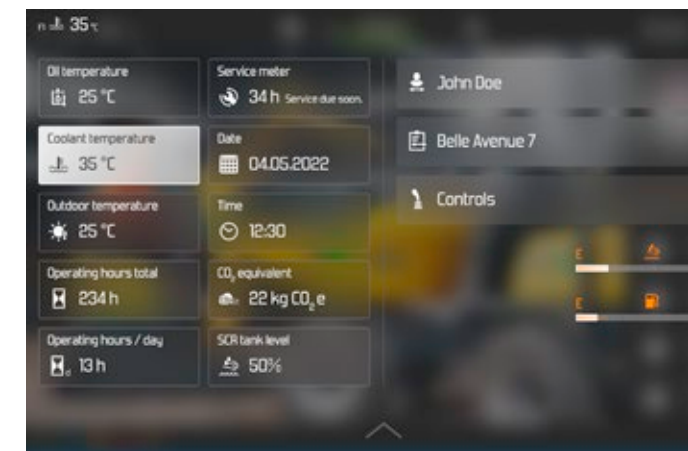 35 °C
Oil temperature
25 °C
Service meter
34 h Service due soon.
Coolant temperature
35 °C
Date
04.05.2022
Outdoor temperature
25 °C
Time
12:30
Operating hours total
234 h
CO₂ equivalent
22 kg CO₂e
Operating hours / day
d 13 h
SCR tank level
50%
John Doe
Belle Avenue 7
Controls
E
E